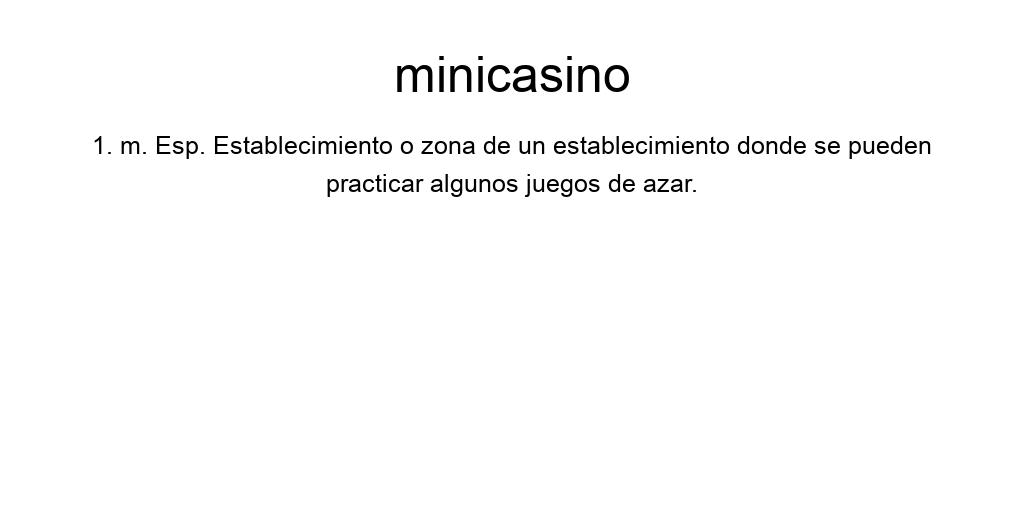 minicasino
1. m. Esp. Establecimiento o zona de un establecimiento donde se pueden
practicar algunos juegos de azar.